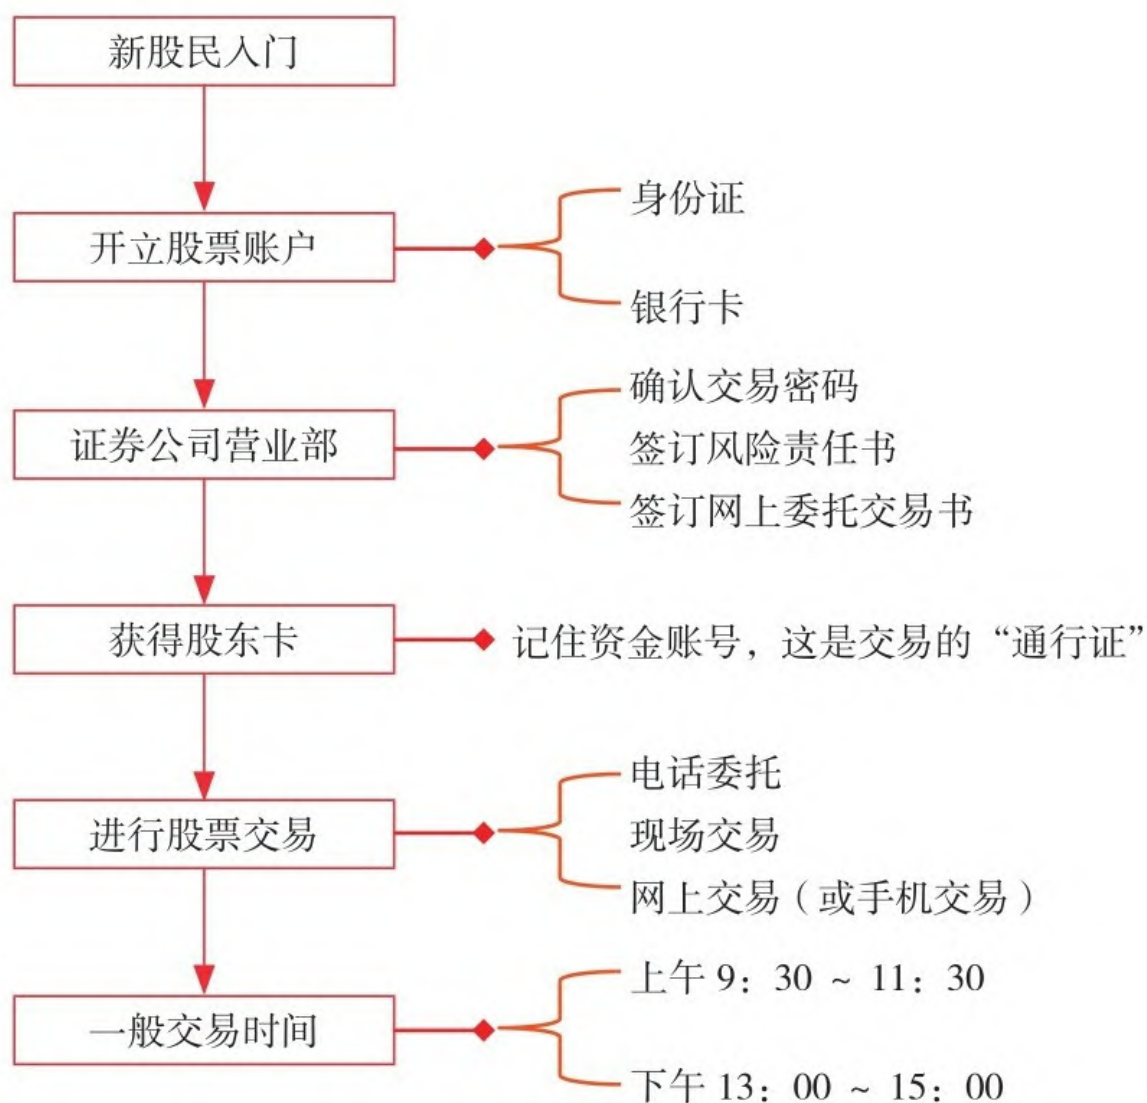 新股民入门
开立股票账户
身份证
银行卡
证券公司营业部
确认交易密码
签订风险责任书
签订网上委托交易书
获得股东卡
记住资金账号，这是交易的“通行证”
进行股票交易
电话委托
现场交易
网上交易（或手机交易）
一般交易时间
上午 9：30 ~ 11：30
下午 13：00 ~ 15：00